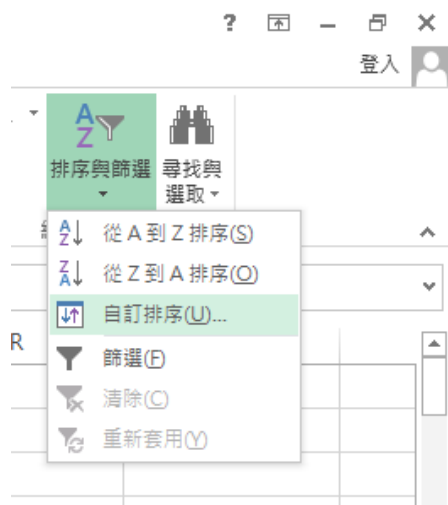 ?
登入
排序與篩選
尋找與
選取
從 A 到 Z 排序(S)
從 Z 到 A 排序(O)
自訂排序(U)...
R
篩選(F)
清除(C)
重新套用(Y)